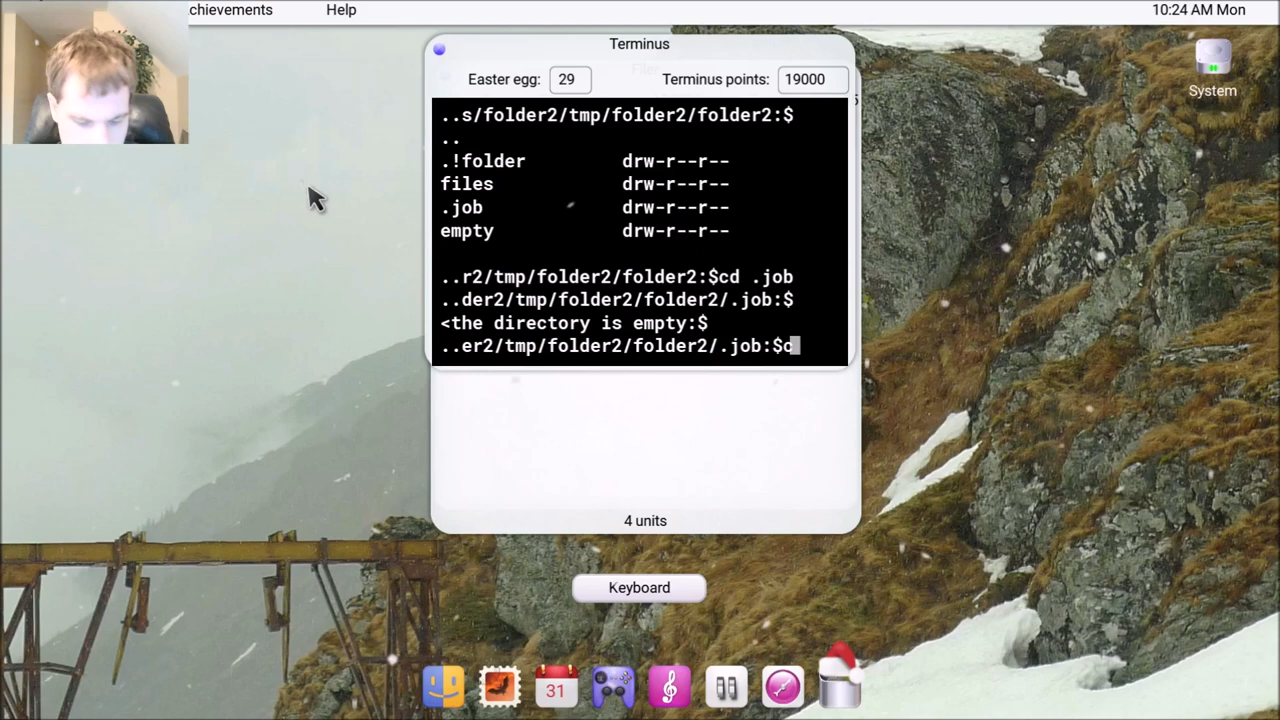 chievements
Help
10:24 AM Mon
Terminus
Easter egg:
29
Terminus points:
19000
..s/folder2/tmp/folder2/folder2:$
..
.!folder drw-r--r--
files drw-r--r--
.job drw-r--r--
empty drw-r--r--
..r2/tmp/folder2/folder2:$cd .job
..der2/tmp/folder2/folder2/.job:$
<the directory is empty:$
..er2/tmp/folder2/folder2/.job:$c
System
4 units
Keyboard
31